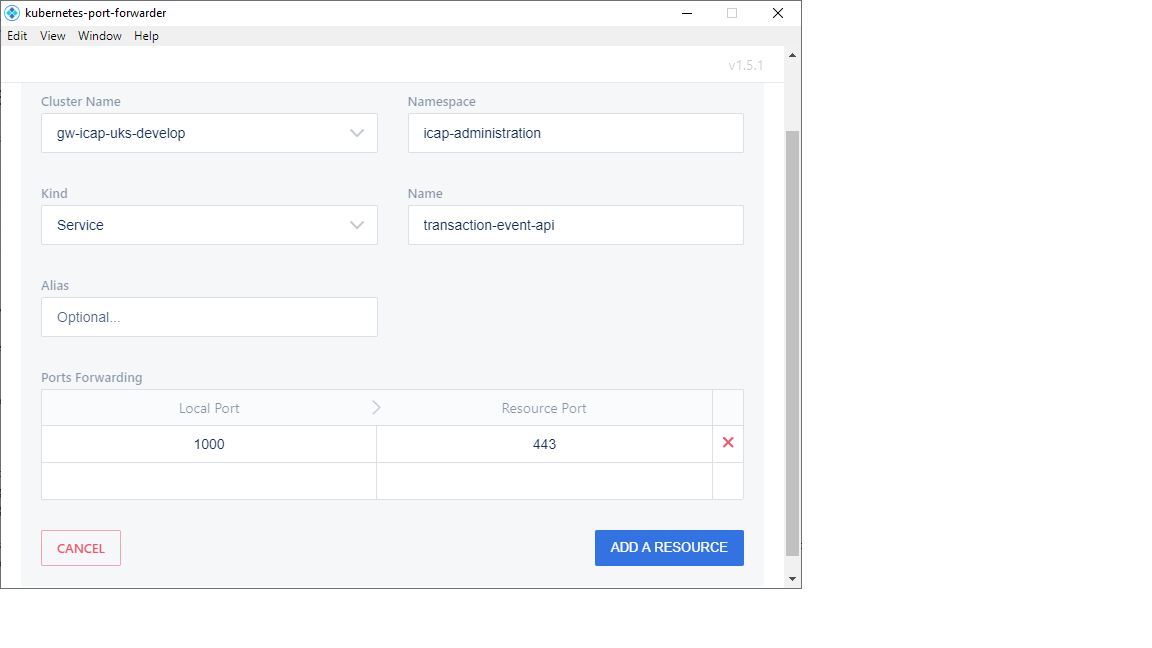 kubernetes-port-forwarder
Edit View Window Help
v1.5.1
Cluster Name Namespace
gw-icap-uks-develop icap-administration
Kind Name
Service transaction-event-api
Alias
Optional...
Ports Forwarding
Local Port Resource Port
1000 443
CANCEL ADD A RESOURCE